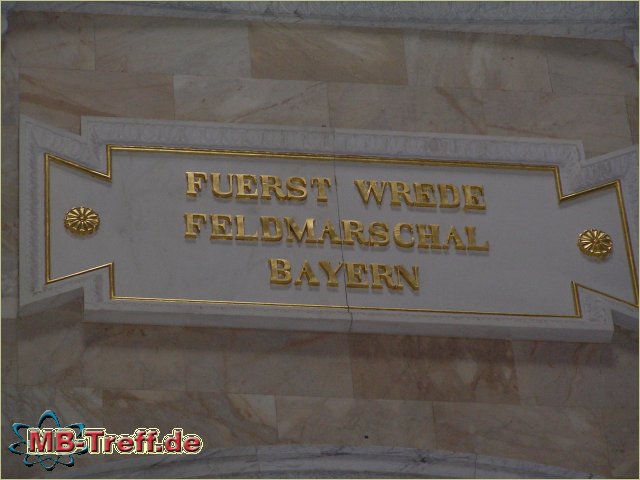 FUERST WREDE
FELDMARSCHAL
BAYERN
MB-Treff.de